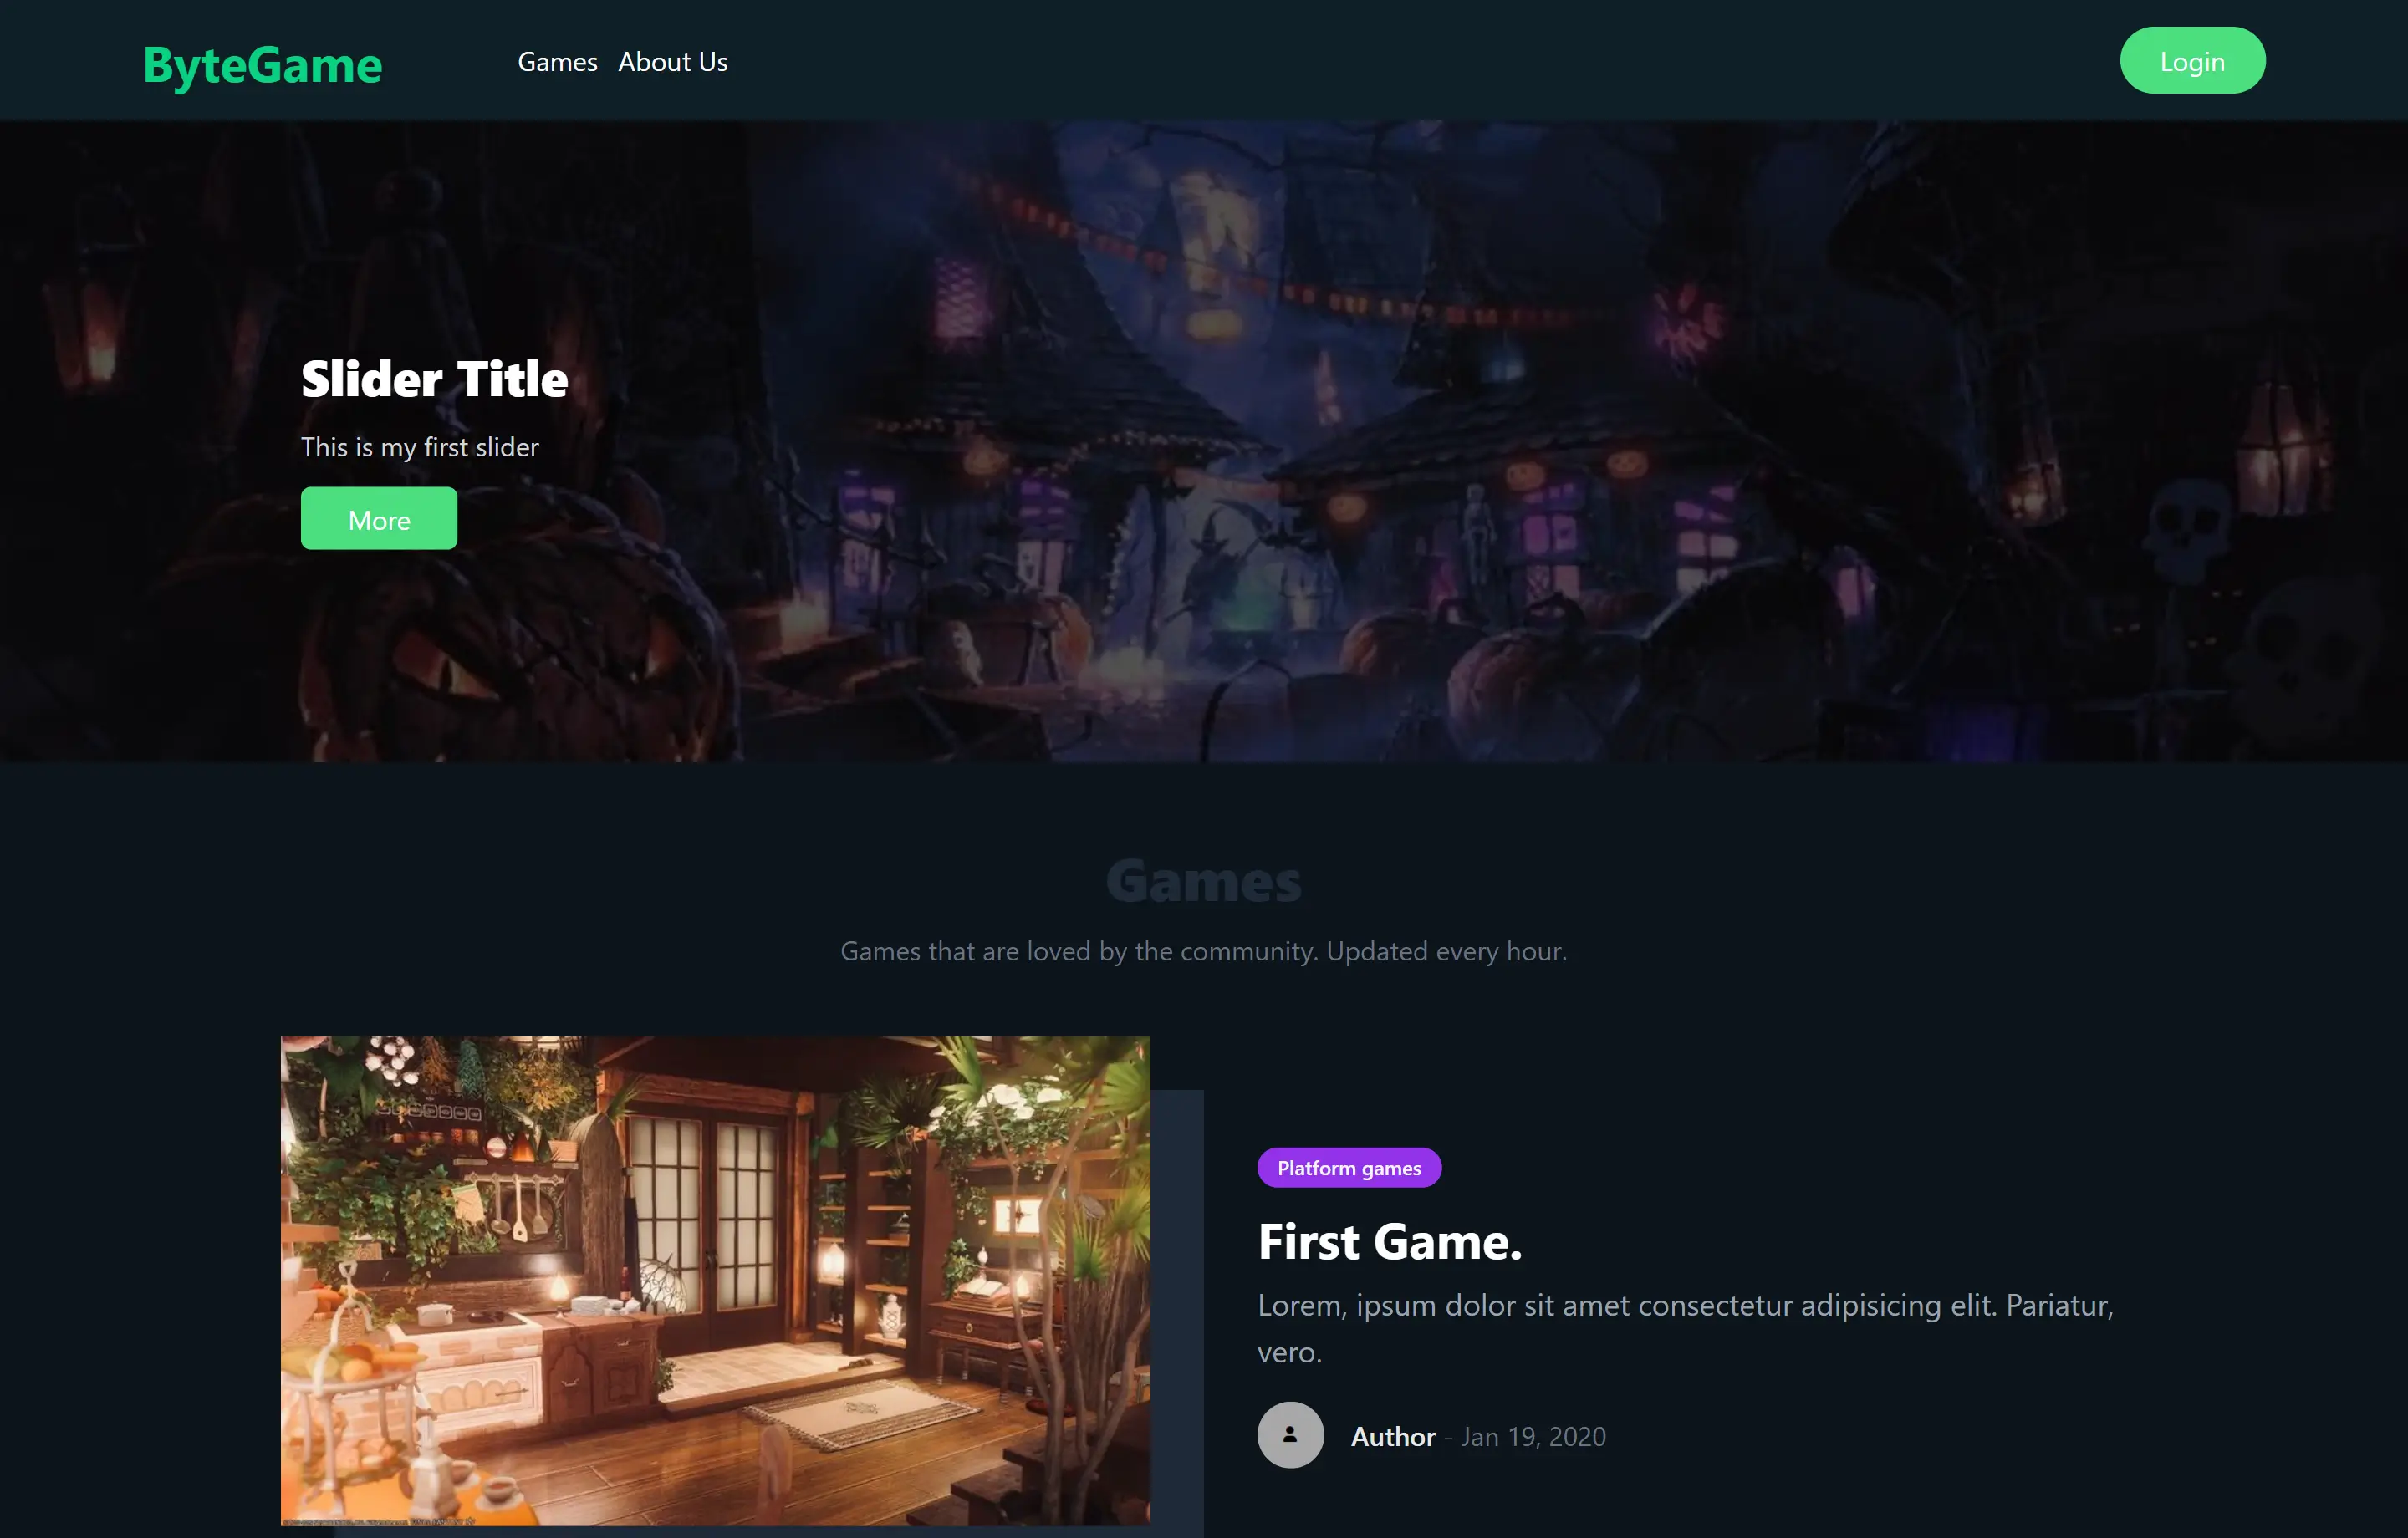 ByteGame
Games About Us
Login
Slider Title
This is my first slider
More
Games
Games that are loved by the community. Updated every hour.
Platform games
First Game.
Lorem, ipsum dolor sit amet consectetur adipisicing elit. Pariatur,
vero.
Author - Jan 19, 2020